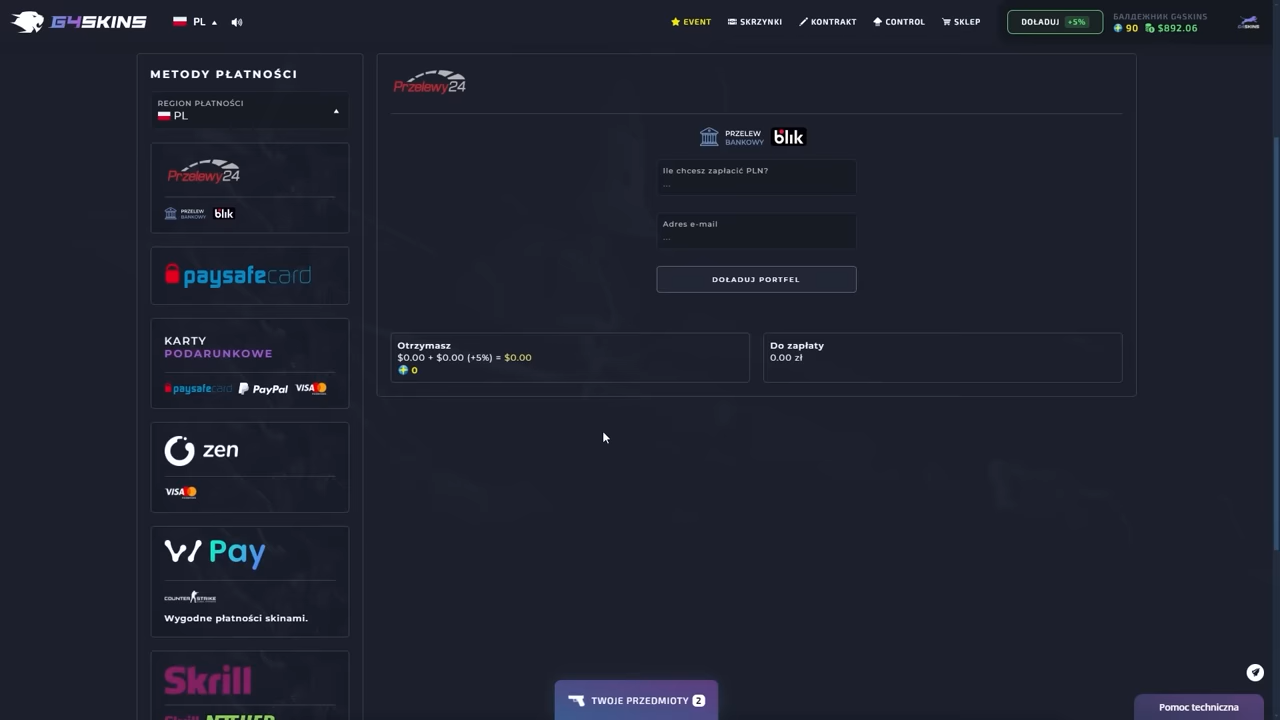 G4SKINS
PL
EVENT
SKRZYNKI
KONTRAKT
CONTROL
SKLEP
DOŁADUJ +5%
БАЛДЕЖНИК G4SKINS
90 $892.06
METODY PŁATNOŚCI
REGION PŁATNOŚCI
PL
Przelewy24
PRZELEW
BANKOWY
blik
paysafecard
KARTY
PODARUNKOWE
paysafecard PayPal VISA
zen
VISA
W Pay
COUNTER STRIKE
Wygodne płatności skinami.
Skrill
Przelewy24
PRZELEW
BANKOWY
blik
Ile chcesz zapłacić PLN?
...
Adres e-mail
...
DOŁADUJ PORTFEL
Otrzymasz
$0.00 + $0.00 (+5%) = $0.00
0
Do zapłaty
0.00 zł
TWOJE PRZEDMIOTY 2
Pomoc techniczna